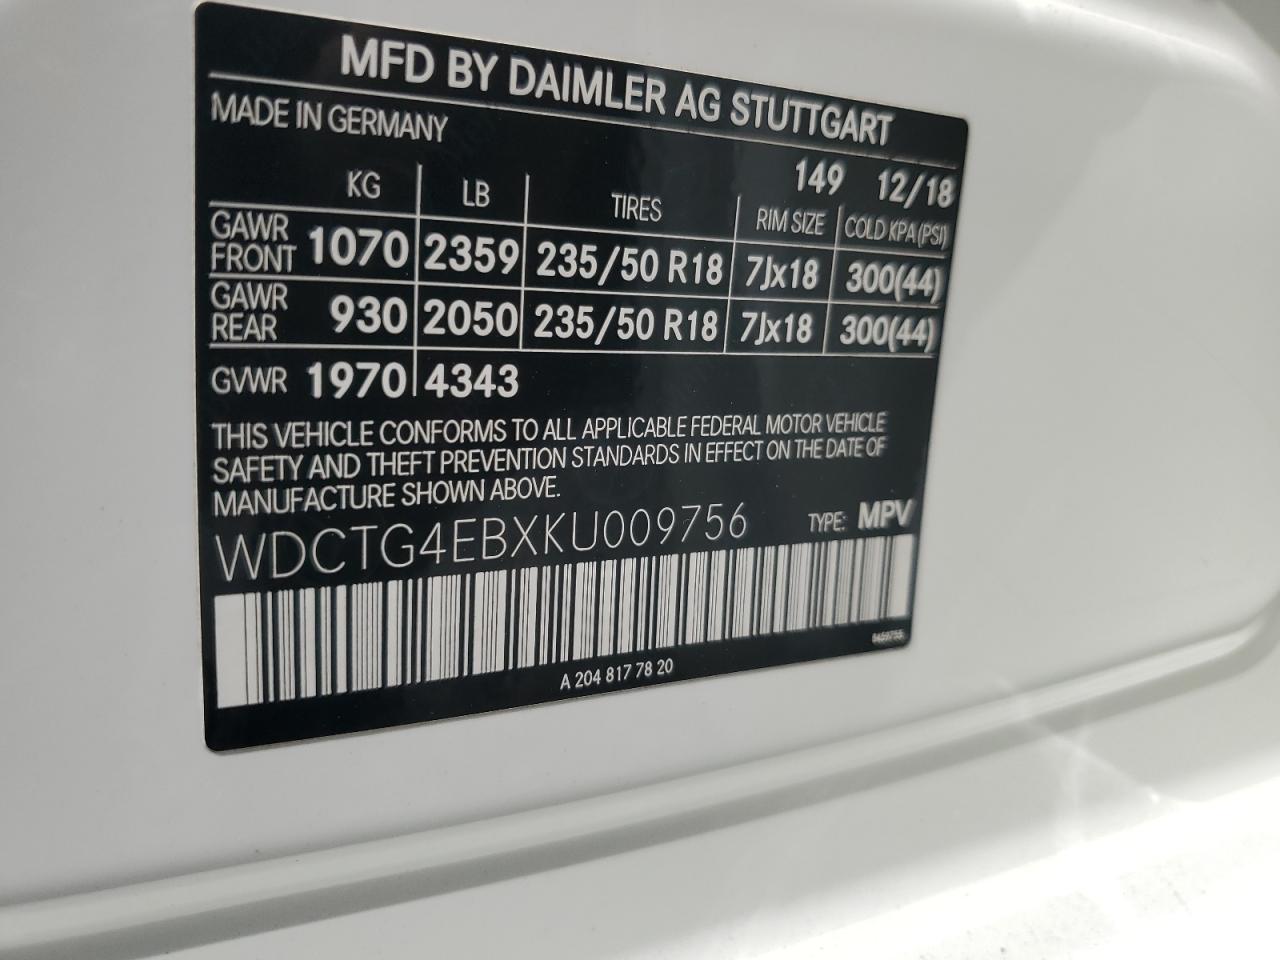 MFD BY DAIMLER AG STUTTGART
MADE IN GERMANY
149 12/18
KG LB TIRES RIM SIZE COLD KPA (PSI)
GAWR FRONT 1070 2359 235/50 R18 7Jx18 300(44)
GAWR REAR 930 2050 235/50 R18 7Jx18 300(44)
GVWR 1970 4343
THIS VEHICLE CONFORMS TO ALL APPLICABLE FEDERAL MOTOR VEHICLE
SAFETY AND THEFT PREVENTION STANDARDS IN EFFECT ON THE DATE OF
MANUFACTURE SHOWN ABOVE.
WDCTG4EBXKU009756 TYPE: MPV
A 204 817 78 20